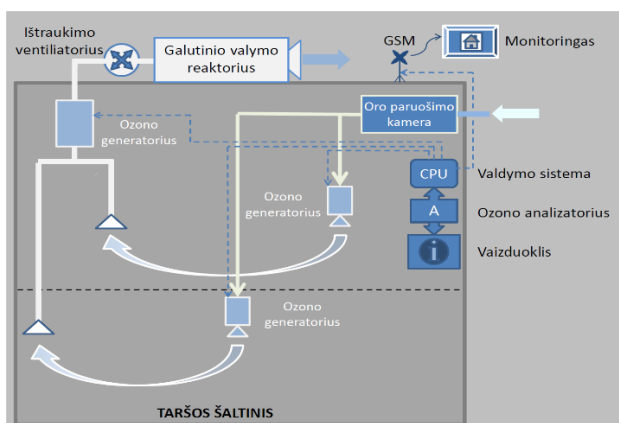 Ištraukimo
ventiliatorius
Galutinio valymo
reaktorius
GSM
Monitoringas
Ozono
generatorius
Oro paruošimo
kamera
CPU
Valdymo sistema
Ozono
generatorius
A
Ozono analizatorius
i
Vaizduoklis
Ozono
generatorius
TARŠOS ŠALTINIS